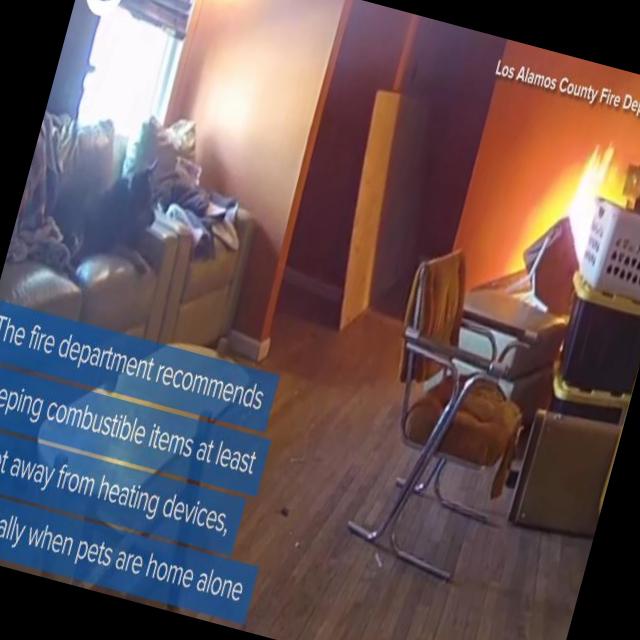 Los Alamos County Fire Dep
The fire department recommends
eping combustible items at least
t away from heating devices,
ally when pets are home alone